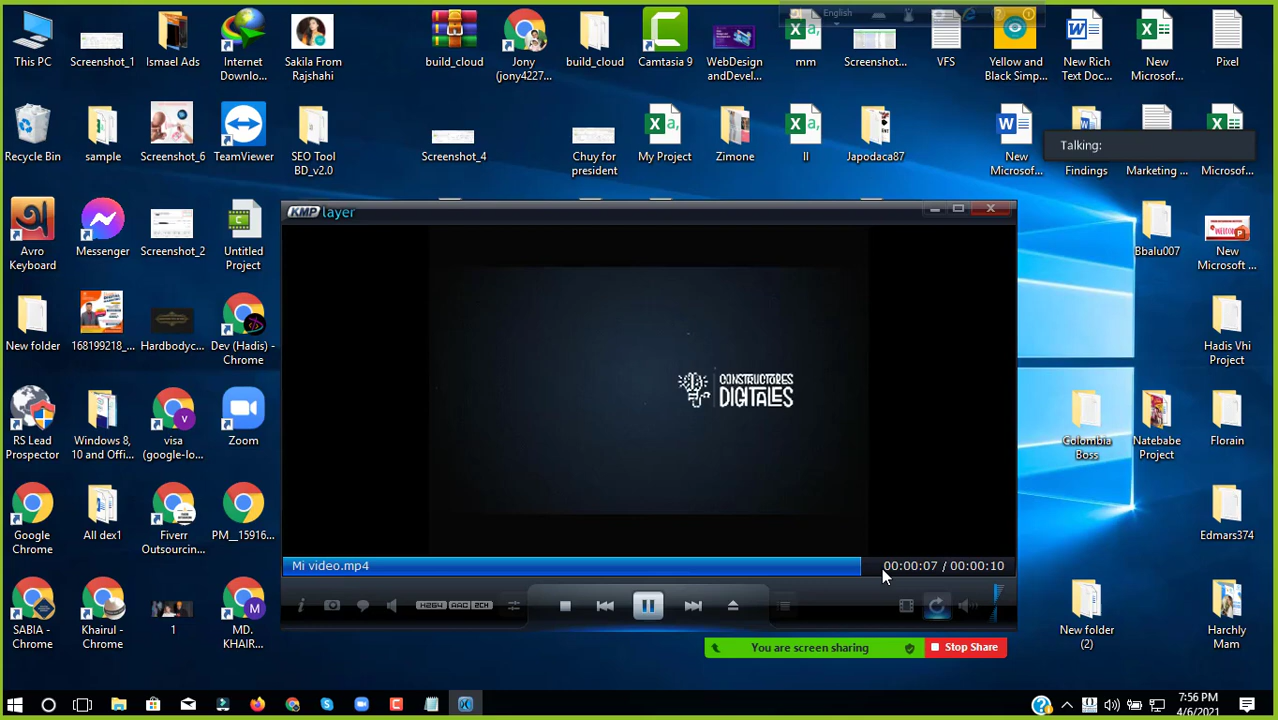 English
This PC
Screenshot_1
Ismael Ads
Internet
Downlo...
Sakila From
Rajshahi
build_cloud
Jony
(jony4227...
build_cloud
Camtasia 9
WebDesign
andDevel...
mm
Screenshot...
VFS
Yellow and
Black Simp...
New Rich
Text Doc...
New
Microsof...
Pixel
Recycle Bin
sample
Screenshot_6
TeamViewer
SEO Tool
BD_v2.0
Screenshot_4
Chuy for
president
My Project
Zimone
II
Japodaca87
New
Microsof...
Talking:
Findings
Marketing ...
Microsof...
Avro
Keyboard
Messenger
Screenshot_2
Untitled
Project
KMPlayer
Bbalu007
New
Microsoft ...
New folder
168199218_...
Hardbodyc...
Dev (Hadis) -
Chrome
CONSTRUCTORES
DIGITALES
Hadis Vhi
Project
RS Lead
Prospector
Windows 8,
10 and Offi...
visa
(google-lo...
Zoom
Colombia
Boss
Natebabe
Project
Florain
Google
Chrome
All dex1
Fiverr
Outsourcin...
PM__15916...
Edmars374
Mi video.mp4
00:00:07 / 00:00:10
H264 AAC 2CH
SABIA -
Chrome
Khairul -
Chrome
1
MD.
KHAIR...
New folder
(2)
Harchly
Mam
You are screen sharing
Stop Share
7:56 PM
4/6/2021